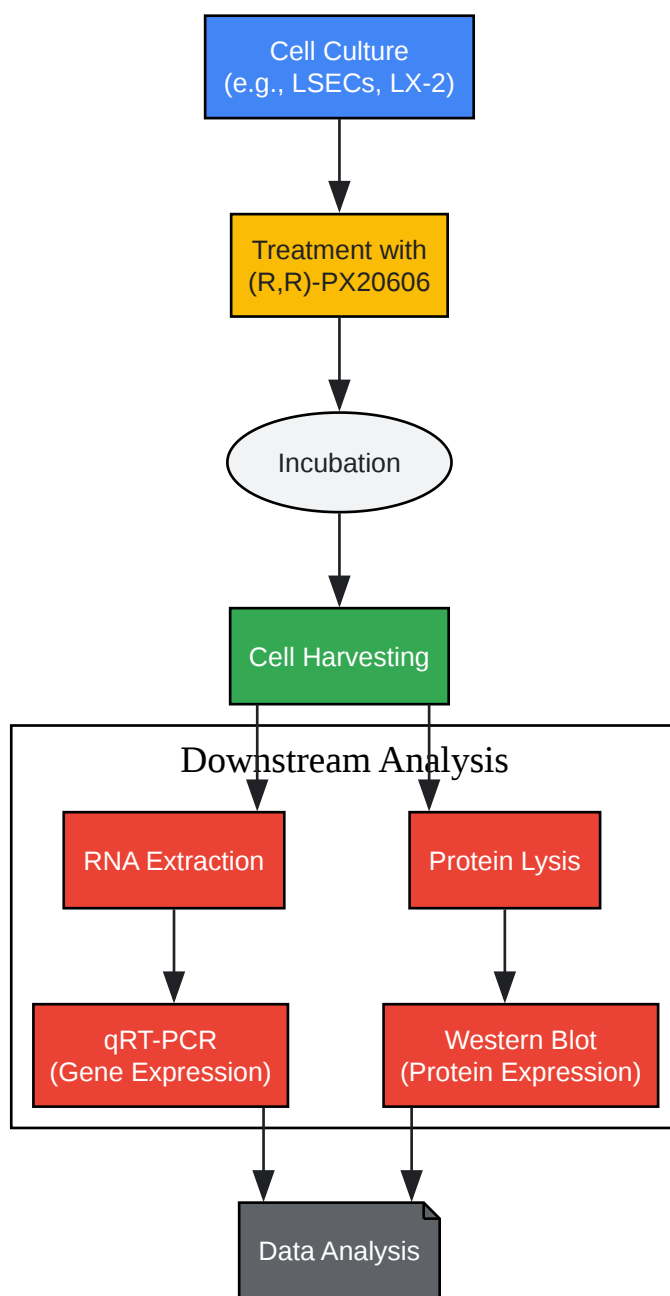 Cell Culture
(e.g., LSECs, LX-2)
Treatment with
(R,R)-PX20606
Incubation
Cell Harvesting
Downstream Analysis
RNA Extraction
Protein Lysis
qRT-PCR
(Gene Expression)
Western Blot
(Protein Expression)
Data Analysis